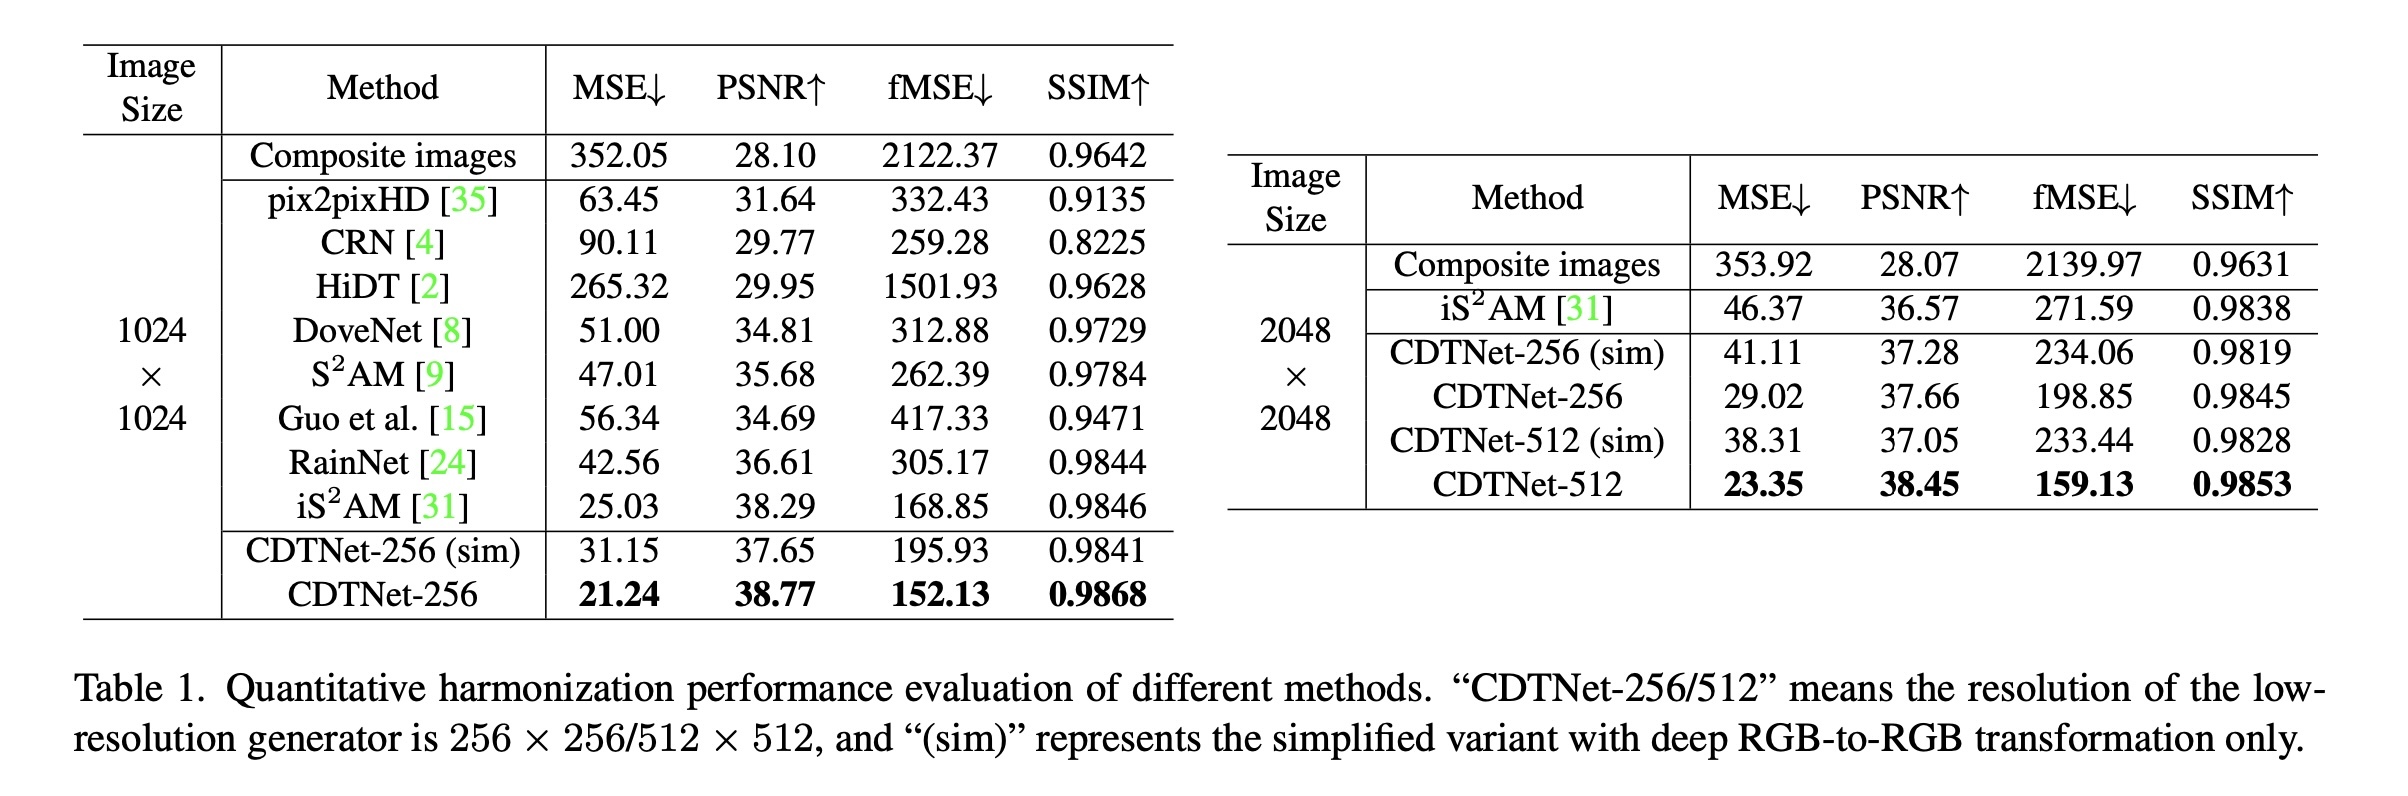 Image Size Method MSE↓ PSNR↑ fMSE↓ SSIM↑
Composite images 352.05 28.10 2122.37 0.9642
pix2pixHD [35] 63.45 31.64 332.43 0.9135
CRN [4] 90.11 29.77 259.28 0.8225
HiDT [2] 265.32 29.95 1501.93 0.9628
1024 DoveNet [8] 51.00 34.81 312.88 0.9729
× S²AM [9] 47.01 35.68 262.39 0.9784
1024 Guo et al. [15] 56.34 34.69 417.33 0.9471
RainNet [24] 42.56 36.61 305.17 0.9844
iS²AM [31] 25.03 38.29 168.85 0.9846
CDTNet-256 (sim) 31.15 37.65 195.93 0.9841
CDTNet-256 21.24 38.77 152.13 0.9868
Image Size Method MSE↓ PSNR↑ fMSE↓ SSIM↑
Composite images 353.92 28.07 2139.97 0.9631
iS²AM [31] 46.37 36.57 271.59 0.9838
2048 CDTNet-256 (sim) 41.11 37.28 234.06 0.9819
× CDTNet-256 29.02 37.66 198.85 0.9845
2048 CDTNet-512 (sim) 38.31 37.05 233.44 0.9828
CDTNet-512 23.35 38.45 159.13 0.9853
Table 1. Quantitative harmonization performance evaluation of different methods. “CDTNet-256/512” means the resolution of the low-
resolution generator is 256 × 256/512 × 512, and “(sim)” represents the simplified variant with deep RGB-to-RGB transformation only.